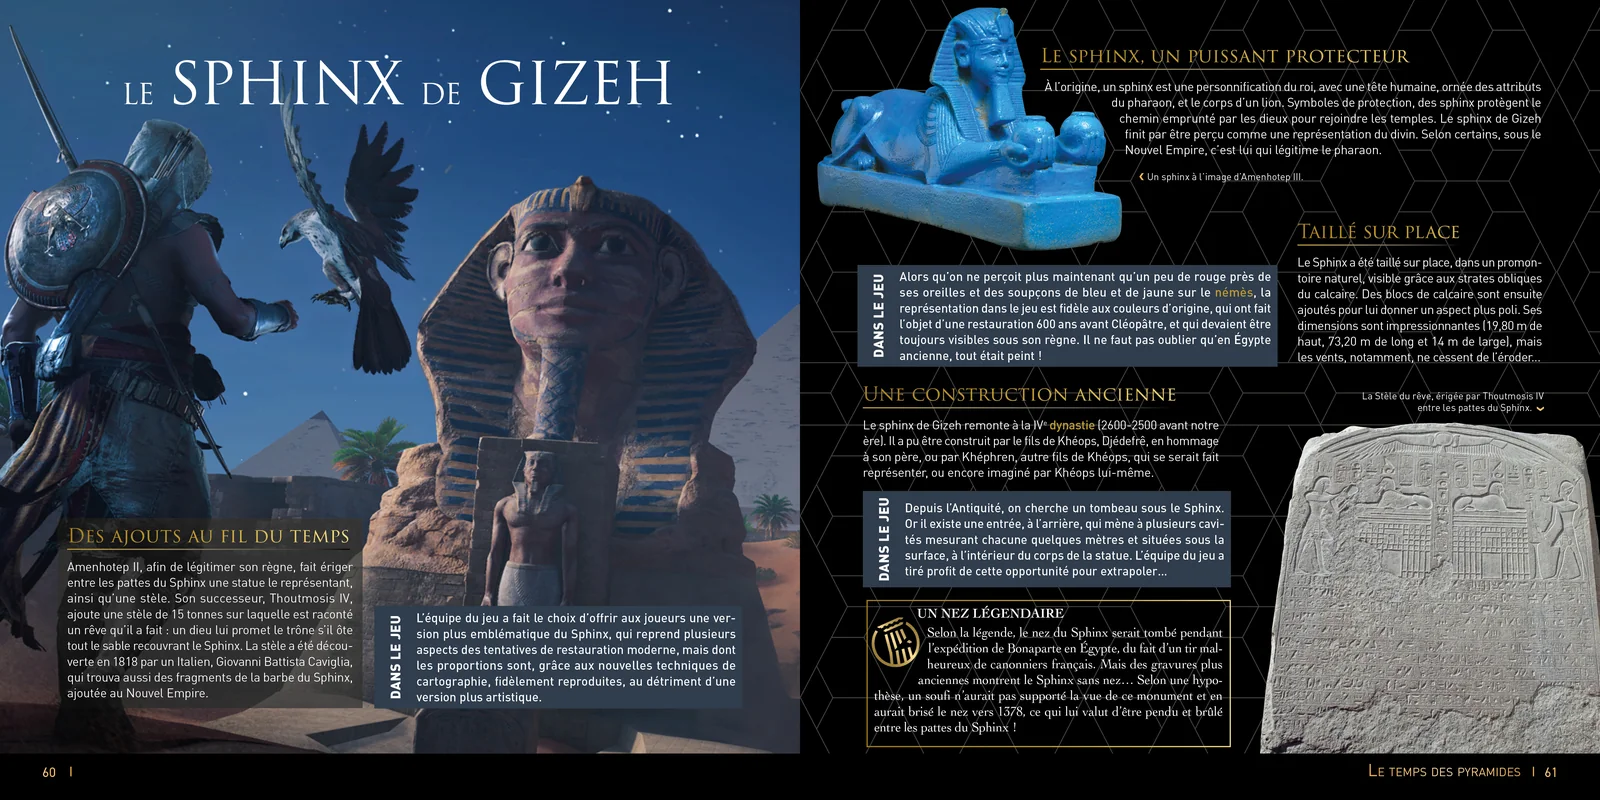 LE SPHINX DE GIZEH
DES AJOUTS AU FIL DU TEMPS
Amenhotep II, afin de légitimer son règne, fait ériger
entre les pattes du Sphinx une statue le représentant,
ainsi qu'une stèle. Son successeur, Thoutmosis IV,
ajoute une stèle de 15 tonnes sur laquelle est raconté
un rêve qu'il a fait : un dieu lui promet le trône s'il ôte
tout le sable recouvrant le Sphinx. La stèle a été décou-
verte en 1818 par un Italien, Giovanni Battista Caviglia,
qui trouva aussi des fragments de la barbe du Sphinx,
ajoutée au Nouvel Empire.
DANS LE JEU
L'équipe du jeu a fait le choix d'offrir aux joueurs une ver-
sion plus emblématique du Sphinx, qui reprend plusieurs
aspects des tentatives de restauration moderne, mais dont
les proportions sont, grâce aux nouvelles techniques de
cartographie, fidèlement reproduites, au détriment d'une
version plus artistique.
60 I
LE SPHINX, UN PUISSANT PROTECTEUR
À l'origine, un sphinx est une personnification du roi, avec une tête humaine, ornée des attributs
du pharaon, et le corps d'un lion. Symboles de protection, des sphinx protègent le
chemin emprunté par les dieux pour rejoindre les temples. Le sphinx de Gizeh
finit par être perçu comme une représentation du divin. Selon certains, sous le
Nouvel Empire, c'est lui qui légitime le pharaon.
‹ Un sphinx à l'image d'Amenhotep III.
TAILLÉ SUR PLACE
Le Sphinx a été taillé sur place, dans un promon-
toire naturel, visible grâce aux strates obliques
du calcaire. Des blocs de calcaire sont ensuite
ajoutés pour lui donner un aspect plus poli. Ses
dimensions sont impressionnantes (19,80 m de
haut, 73,20 m de long et 14 m de large), mais
les vents, notamment, ne cessent de l'éroder...
DANS LE JEU
Alors qu'on ne perçoit plus maintenant qu'un peu de rouge près de
ses oreilles et des soupçons de bleu et de jaune sur le némès, la
représentation dans le jeu est fidèle aux couleurs d'origine, qui ont fait
l'objet d'une restauration 600 ans avant Cléopâtre, et qui devaient être
toujours visibles sous son règne. Il ne faut pas oublier qu'en Égypte
ancienne, tout était peint !
UNE CONSTRUCTION ANCIENNE
Le sphinx de Gizeh remonte à la IVe dynastie (2600-2500 avant notre
ère). Il a pu être construit par le fils de Khéops, Djédefrê, en hommage
à son père, ou par Khéphren, autre fils de Khéops, qui se serait fait
représenter, ou encore imaginé par Khéops lui-même.
La Stèle du rêve, érigée par Thoutmosis IV
entre les pattes du Sphinx.
DANS LE JEU
Depuis l'Antiquité, on cherche un tombeau sous le Sphinx.
Or il existe une entrée, à l'arrière, qui mène à plusieurs cavi-
tés mesurant chacune quelques mètres et situées sous la
surface, à l'intérieur du corps de la statue. L'équipe du jeu a
tiré profit de cette opportunité pour extrapoler...
UN NEZ LÉGENDAIRE
Selon la légende, le nez du Sphinx serait tombé pendant
l'expédition de Bonaparte en Égypte, du fait d'un tir mal-
heureux de canonniers français. Mais des gravures plus
anciennes montrent le Sphinx sans nez... Selon une hypo-
thèse, un soufi n'aurait pas supporté la vue de ce monument et en
aurait brisé le nez vers 1378, ce qui lui valut d'être pendu et brûlé
entre les pattes du Sphinx !
LE TEMPS DES PYRAMIDES I 61